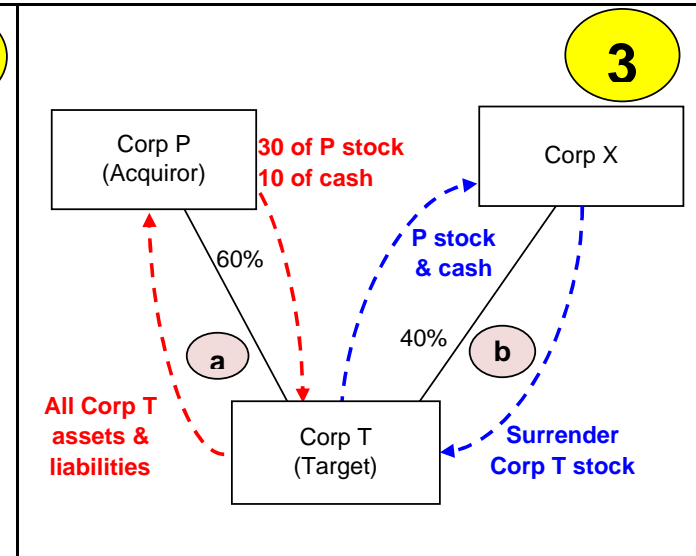 3
Corp P
(Acquiror)
30 of P stock
10 of cash
Corp X
60%
P stock
& cash
40%
a
b
All Corp T
assets &
liabilities
Corp T
(Target)
Surrender
Corp T stock